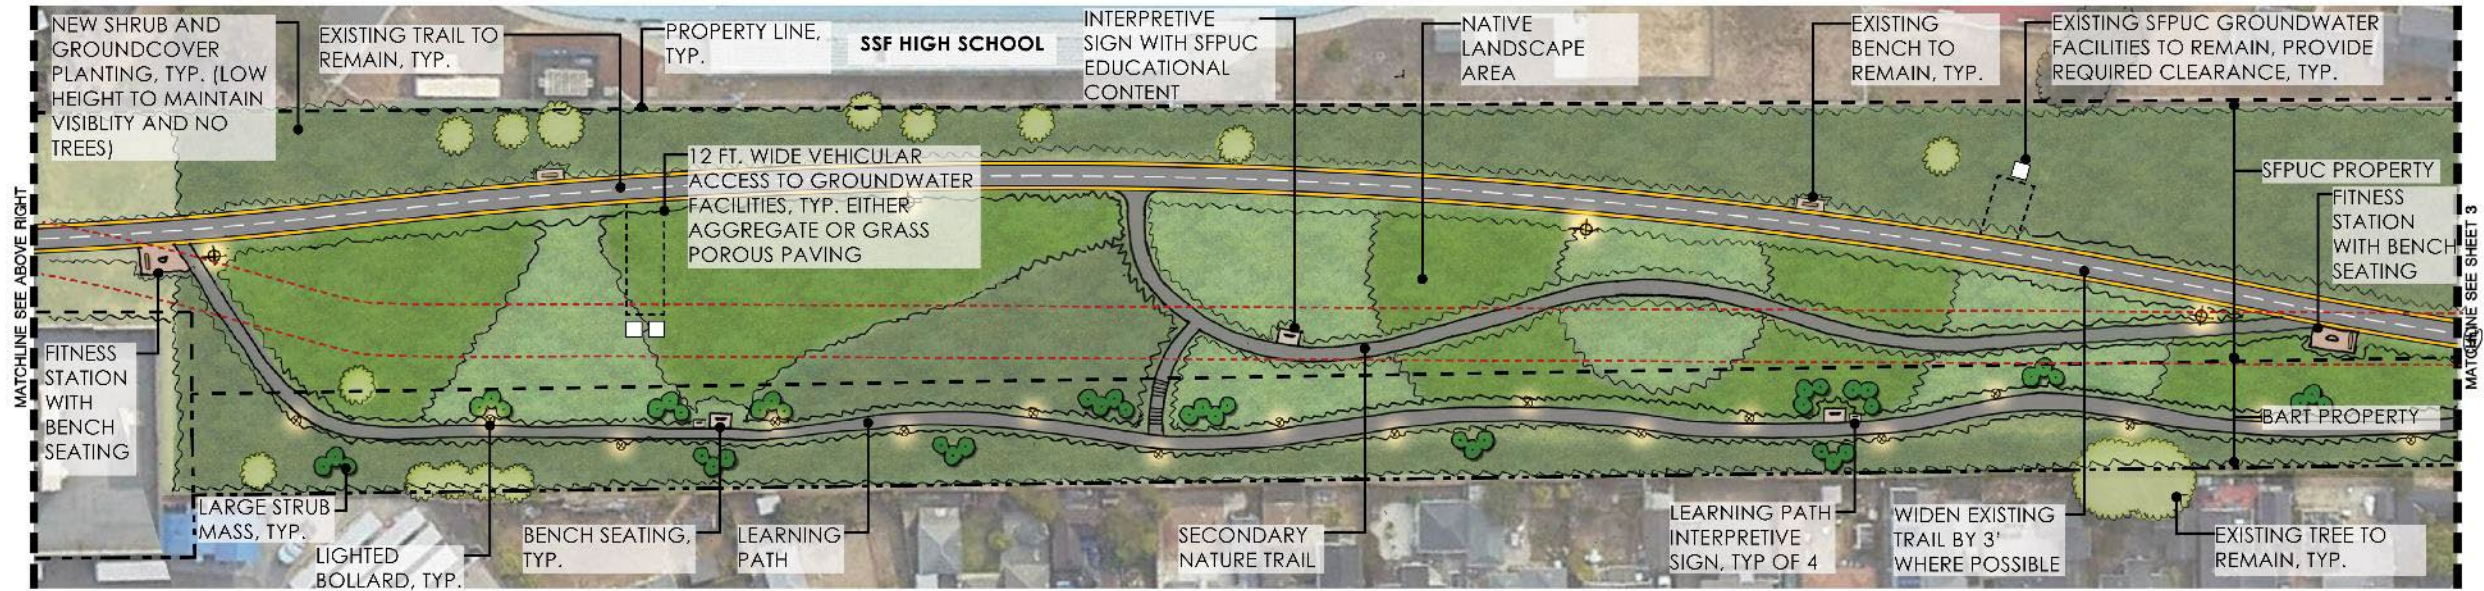 NEW SHRUB AND
GROUNDCOVER
PLANTING, TYP. (LOW
HEIGHT TO MAINTAIN
VISIBLITY AND NO
TREES)
EXISTING TRAIL TO
REMAIN, TYP.
PROPERTY LINE,
TYP.
SSF HIGH SCHOOL
INTERPRETIVE
SIGN WITH SFPUC
EDUCATIONAL
CONTENT
NATIVE
LANDSCAPE
AREA
EXISTING
BENCH TO
REMAIN, TYP.
EXISTING SFPUC GROUNDWATER
FACILITIES TO REMAIN, PROVIDE
REQUIRED CLEARANCE, TYP.
12 FT. WIDE VEHICULAR
ACCESS TO GROUNDWATER
FACILITIES, TYP. EITHER
AGGREGATE OR GRASS
POROUS PAVING
SFPUC PROPERTY
FITNESS
STATION
WITH BENCH
SEATING
MATCHLINE SEE ABOVE RIGHT
MATCHLINE SEE SHEET 3
FITNESS
STATION
WITH
BENCH
SEATING
BART PROPERTY
LARGE STRUB
MASS, TYP.
LIGHTED
BOLLARD, TYP.
BENCH SEATING,
TYP.
LEARNING
PATH
SECONDARY
NATURE TRAIL
LEARNING PATH
INTERPRETIVE
SIGN, TYP OF 4
WIDEN EXISTING
TRAIL BY 3'
WHERE POSSIBLE
EXISTING TREE TO
REMAIN, TYP.